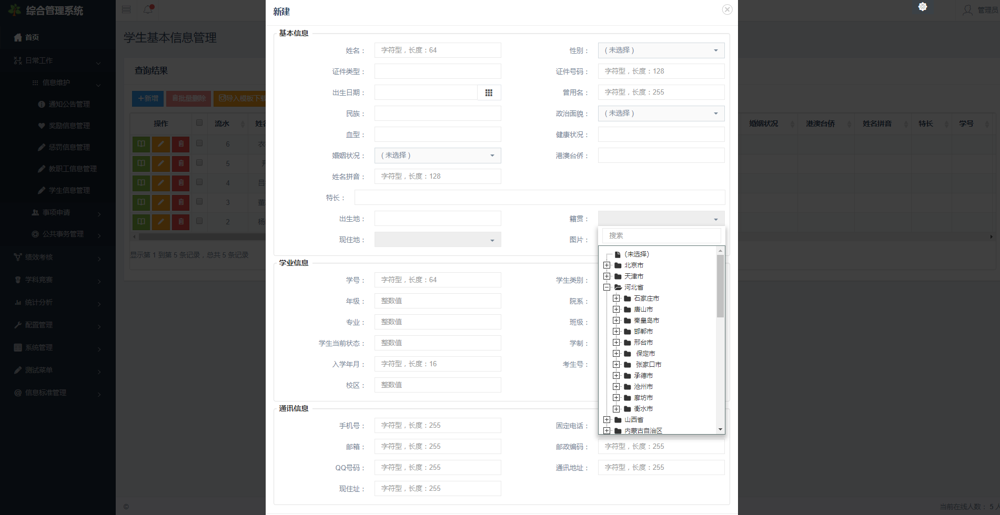 综合管理系统
管理员
首页
日常工作
信息维护
通知公告管理
奖励信息管理
惩罚信息管理
教职工信息管理
学生信息管理
事项申请
公共事务管理
绩效考核
学科竞赛
统计分析
配置管理
系统管理
测试菜单
信息标准管理
学生基本信息管理
查询结果
+新增 批量删除 导入模板下载
操作 流水 姓名 婚姻状况 港澳台侨 姓名拼音 特长 学号
6
5
4 吕
3 董
2 杨
显示第 1 到第 5 条记录，总共 5 条记录
©
当前在线人数： 5 人
新建
基本信息
姓名： 字符型，长度：64 性别： ( 未选择 )
证件类型： 证件号码： 字符型，长度：128
出生日期： 曾用名： 字符型，长度：255
民族： 政治面貌： ( 未选择 )
血型： 健康状况：
婚姻状况： ( 未选择 ) 港澳台侨：
姓名拼音： 字符型，长度：128
特长：
出生地： 籍贯：
现住地： 图片：
搜索
(未选择)
北京市
天津市
河北省
石家庄市
唐山市
秦皇岛市
邯郸市
邢台市
保定市
张家口市
承德市
沧州市
廊坊市
衡水市
山西省
内蒙古自治区
学业信息
学号： 字符型，长度：64 学生类别：
年级： 整数值 院系：
专业： 整数值 班级：
学生当前状态： 整数值 学制：
入学年月： 字符型，长度：16 考生号：
校区： 整数值
通讯信息
手机号： 字符型，长度：255 固定电话：
邮箱： 字符型，长度：255 邮政编码： 字符型，长度：255
QQ号码： 字符型，长度：255 通讯地址： 字符型，长度：255
现住址： 字符型，长度：255